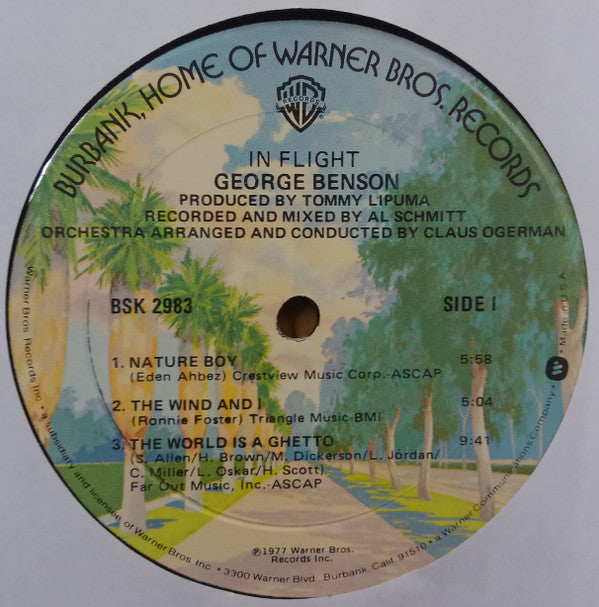 BURBANK, HOME OF WARNER BROS. RECORDS
W
RECORDS
IN FLIGHT
GEORGE BENSON
PRODUCED BY TOMMY LIPUMA
RECORDED AND MIXED BY AL SCHMITT
ORCHESTRA ARRANGED AND CONDUCTED BY CLAUS OGERMAN
BSK 2983 SIDE I
1. NATURE BOY 5:58
(Eden Ahbez) Crestview Music Corp.-ASCAP
2. THE WIND AND I 5:04
(Ronnie Foster) Triangle Music-BMI
3. THE WORLD IS A GHETTO 9:41
(S. Allen/H. Brown/M. Dickerson/L. Jordan/
C. Miller/L. Oskar/H. Scott)
Far Out Music, Inc.-ASCAP
℗1977 Warner Bros.
Records Inc.
Warner Bros. Records Inc. • a subsidiary and licensee of Warner Bros. Inc. • 3300 Warner Blvd., Burbank, Calif. 91510 • a Warner Communications Company • Made in U.S.A.